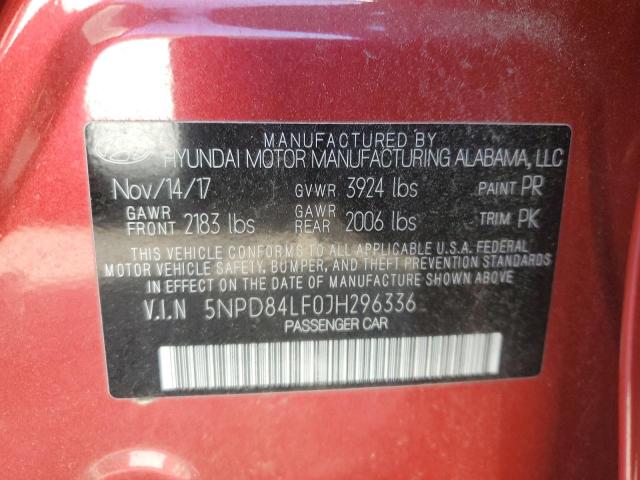 MANUFACTURED BY
HYUNDAI MOTOR MANUFACTURING ALABAMA, LLC
Nov/14/17 GVWR 3924 lbs PAINT PR
GAWR FRONT 2183 lbs GAWR REAR 2006 lbs TRIM PK
THIS VEHICLE CONFORMS TO ALL APPLICABLE U.S.A. FEDERAL
MOTOR VEHICLE SAFETY, BUMPER, AND THEFT PREVENTION STANDARDS
IN EFFECT ON THE DATE OF MANUFACTURE SHOWN ABOVE.
V.I.N 5NPD84LF0JH296336
PASSENGER CAR